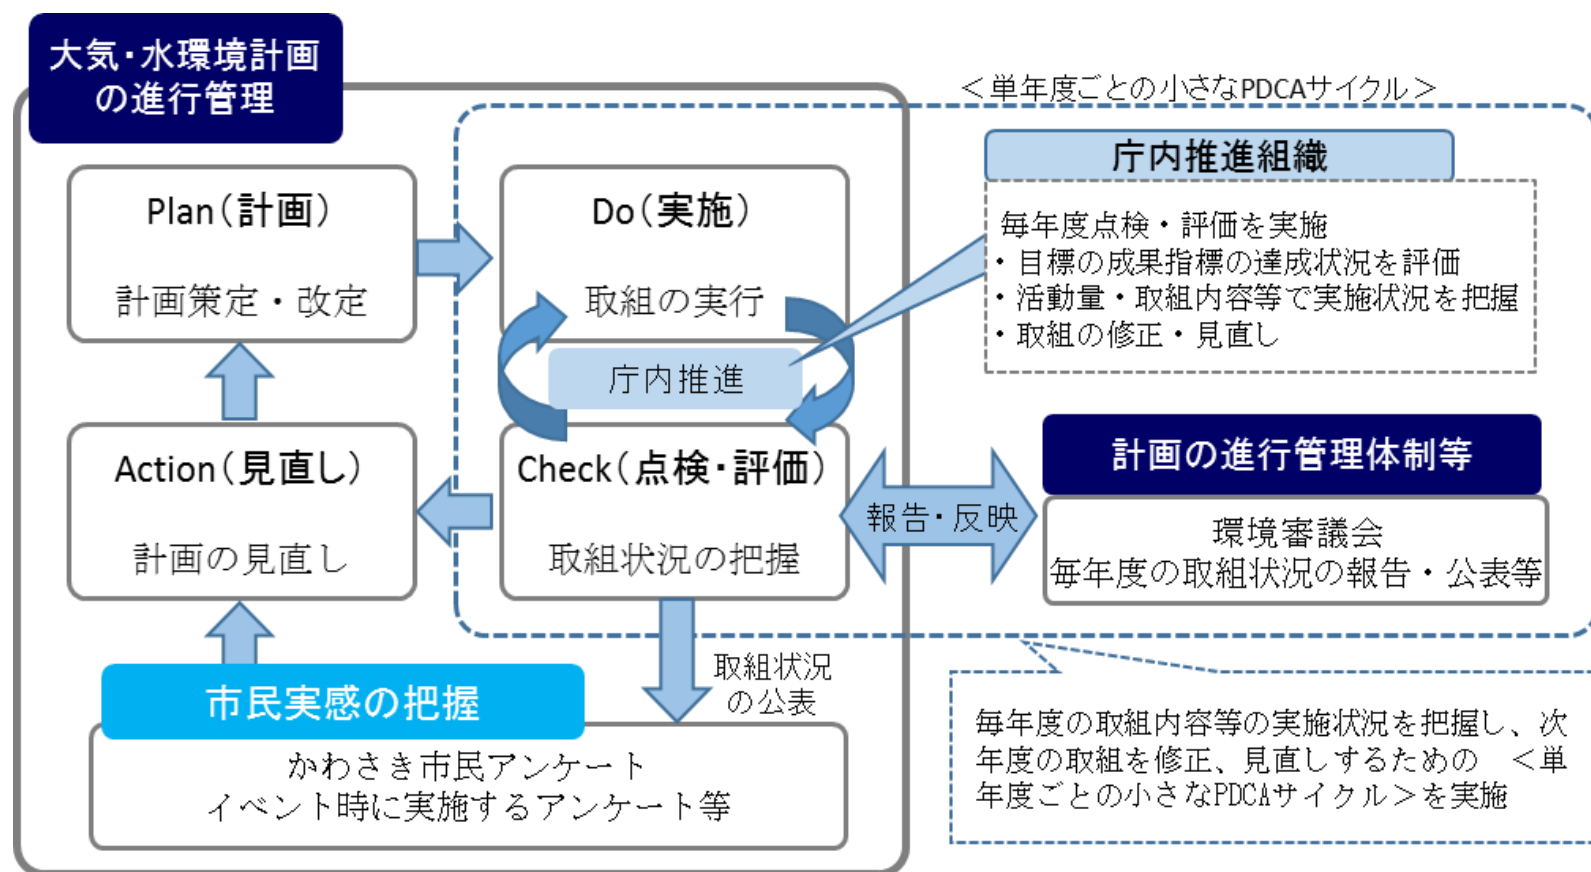 大気・水環境計画
の進行管理
＜単年度ごとの小さなPDCAサイクル＞
庁内推進組織
毎年度点検・評価を実施
・目標の成果指標の達成状況を評価
・活動量・取組内容等で実施状況を把握
・取組の修正・見直し
Plan（計画）
計画策定・改定
Do（実施）
取組の実行
庁内推進
Action（見直し）
計画の見直し
Check（点検・評価）
取組状況の把握
報告・反映
計画の進行管理体制等
環境審議会
毎年度の取組状況の報告・公表等
取組状況
の公表
市民実感の把握
かわさき市民アンケート
イベント時に実施するアンケート等
毎年度の取組内容等の実施状況を把握し、次
年度の取組を修正、見直しするための　＜単
年度ごとの小さなPDCAサイクル＞を実施